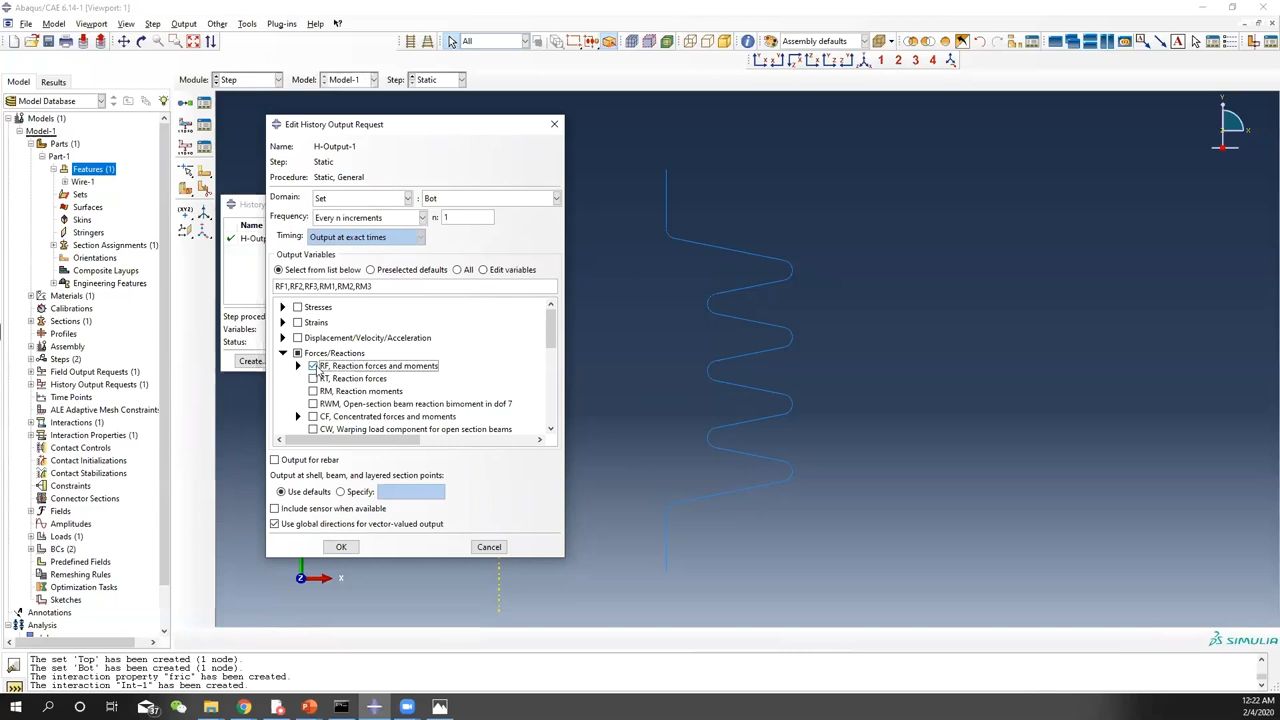 Abaqus/CAE 6.14-1 [Viewport: 1]
File Model Viewport View Step Output Other Tools Plug-ins Help
All Assembly defaults
1 2 3 4
Model Results Module: Step Model: Model-1 Step: Static
Model Database
Models (1)
Model-1
Parts (1)
Part-1
Features (1)
Wire-1
Sets
Surfaces
Skins
Stringers
Section Assignments (1)
Orientations
Composite Layups
Engineering Features
Materials (1)
Calibrations
Sections (1)
Profiles
Assembly
Steps (2)
Field Output Requests (1)
History Output Requests (1)
Time Points
ALE Adaptive Mesh Constraints
Interactions (1)
Interaction Properties (1)
Contact Controls
Contact Initializations
Contact Stabilizations
Constraints
Connector Sections
Fields
Amplitudes
Loads (1)
BCs (2)
Predefined Fields
Remeshing Rules
Optimization Tasks
Sketches
Annotations
Analysis
History
Name
H-Outp
Step proced
Variables:
Status:
Create...
Edit History Output Request
Name: H-Output-1
Step: Static
Procedure: Static, General
Domain: Set : Bot
Frequency: Every n increments n: 1
Timing: Output at exact times
Output Variables
Select from list below Preselected defaults All Edit variables
RF1,RF2,RF3,RM1,RM2,RM3
Stresses
Strains
Displacement/Velocity/Acceleration
Forces/Reactions
RF, Reaction forces and moments
RT, Reaction forces
RM, Reaction moments
RWM, Open-section beam reaction bimoment in dof 7
CF, Concentrated forces and moments
CW, Warping load component for open section beams
Output for rebar
Output at shell, beam, and layered section points:
Use defaults Specify:
Include sensor when available
Use global directions for vector-valued output
OK Cancel
Y
X
Z X
SIMULIA
The set 'Top' has been created (1 node).
The set 'Bot' has been created (1 node).
The interaction property "fric" has been created.
The interaction "Int-1" has been created.
37
12:22 AM
2/4/2020